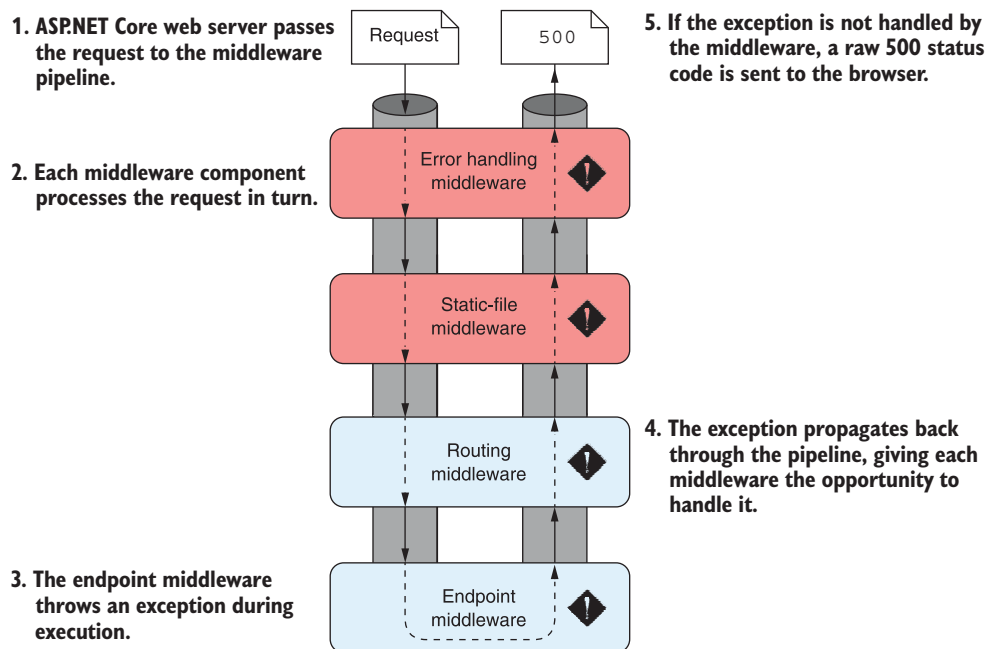 1. ASP.NET Core web server passes
the request to the middleware
pipeline.
Request
500
5. If the exception is not handled by
the middleware, a raw 500 status
code is sent to the browser.
2. Each middleware component
processes the request in turn.
Error handling
middleware
Static-file
middleware
Routing
middleware
4. The exception propagates back
through the pipeline, giving each
middleware the opportunity to
handle it.
3. The endpoint middleware
throws an exception during
execution.
Endpoint
middleware